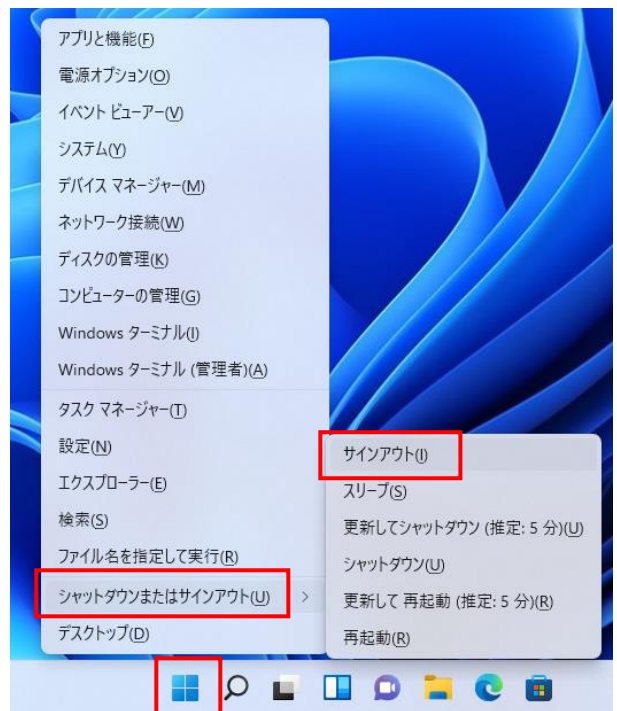 アプリと機能(F)
電源オプション(O)
イベント ビューアー(V)
システム(Y)
デバイス マネージャー(M)
ネットワーク接続(W)
ディスクの管理(K)
コンピューターの管理(G)
Windows ターミナル(I)
Windows ターミナル (管理者)(A)
タスク マネージャー(T)
設定(N)
エクスプローラー(E)
検索(S)
ファイル名を指定して実行(R)
シャットダウンまたはサインアウト(U)
デスクトップ(D)
サインアウト(I)
スリープ(S)
更新してシャットダウン (推定: 5 分)(U)
シャットダウン(U)
更新して 再起動 (推定: 5 分)(R)
再起動(R)